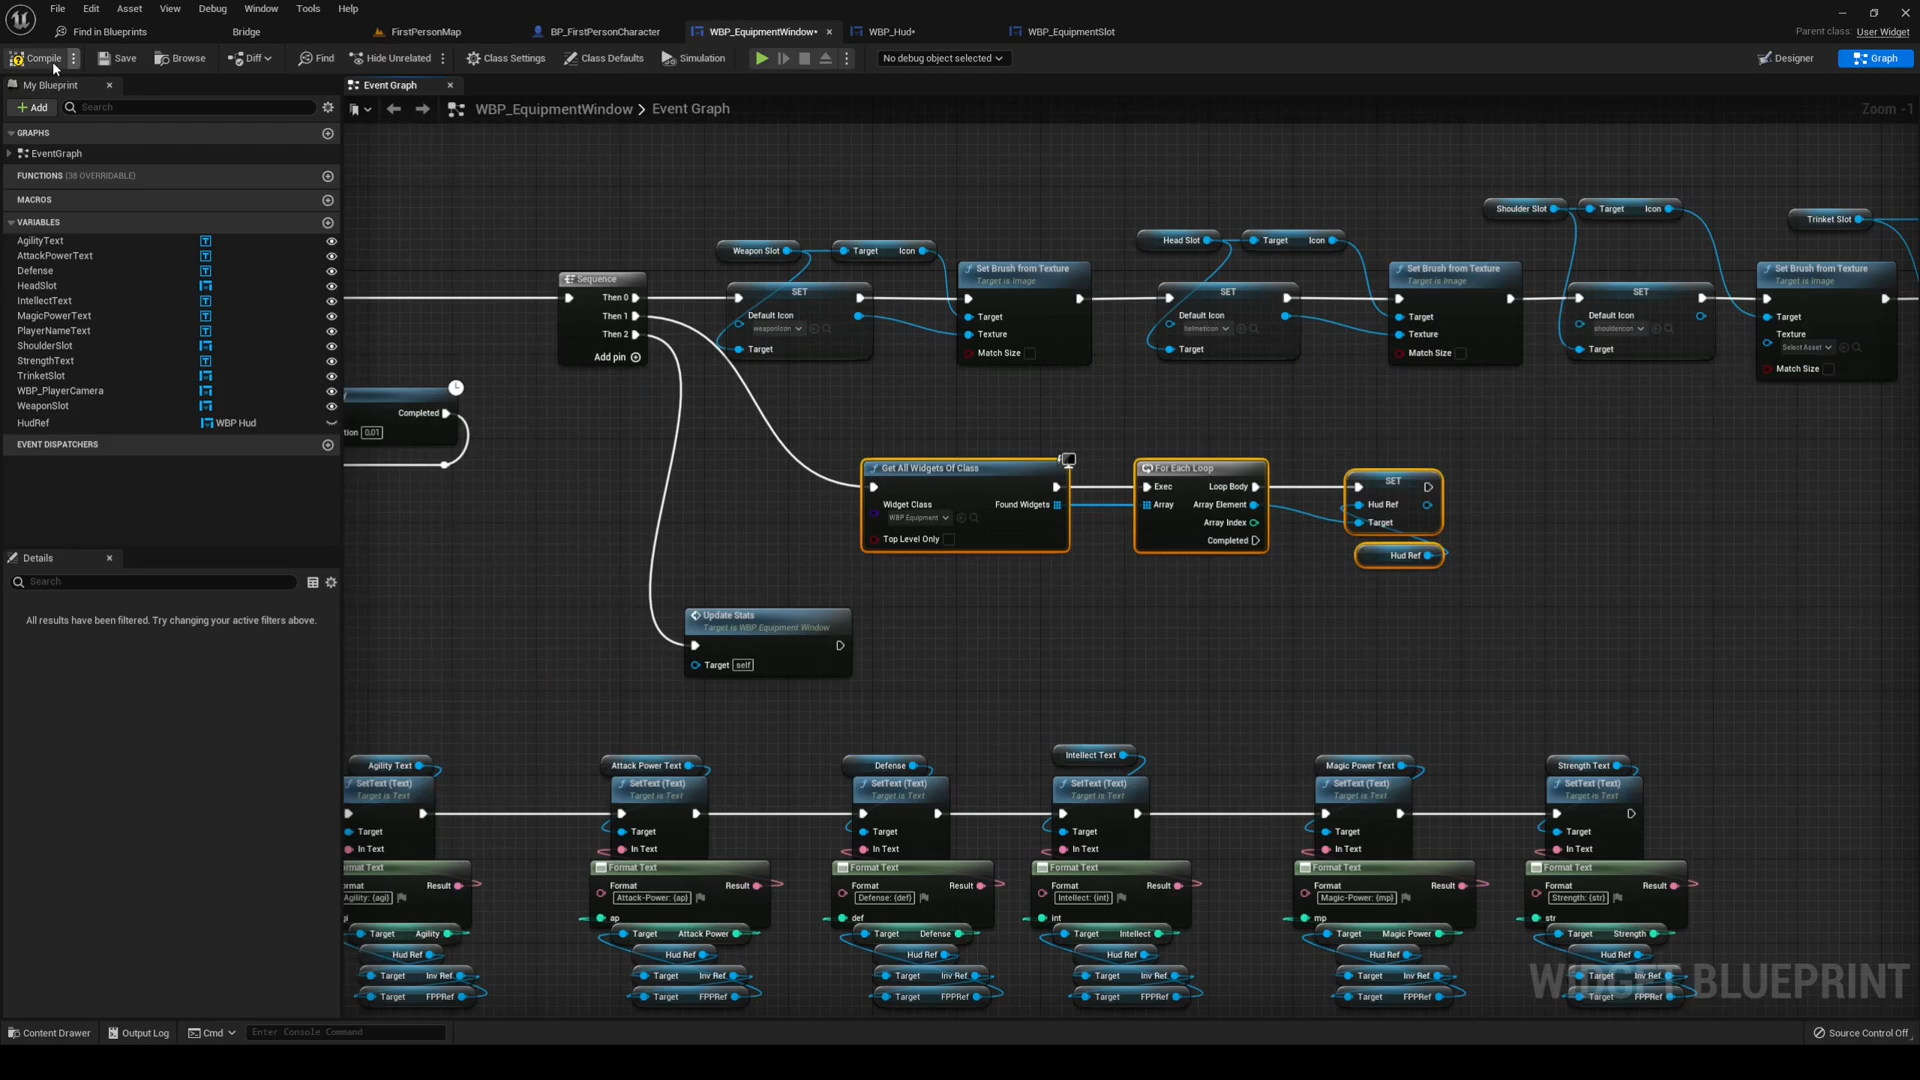 File Edit Asset View Debug Window Tools Help
Find in Blueprints Bridge FirstPersonMap BP_FirstPersonCharacter WBP_EquipmentWindow• WBP_Hud• WBP_EquipmentSlot
Parent class: User Widget
Compile Save Browse Diff Find Hide Unrelated Class Settings Class Defaults Simulation No debug object selected Designer Graph
My Blueprint
Event Graph
Add Search
WBP_EquipmentWindow > Event Graph
Zoom -1
GRAPHS
EventGraph
FUNCTIONS (38 OVERRIDABLE)
MACROS
VARIABLES
AgilityText
AttackPowerText
Defense
HeadSlot
IntellectText
MagicPowerText
PlayerNameText
ShoulderSlot
StrengthText
TrinketSlot
WBP_PlayerCamera
WeaponSlot
HudRef WBP Hud
EVENT DISPATCHERS
Details
Search
All results have been filtered. Try changing your active filters above.
Shoulder Slot Target Icon
Trinket Slot
Weapon Slot Target Icon
Head Slot Target Icon
Sequence
Then 0
Then 1
Then 2
Add pin
SET
Default Icon
weaponIcon
Target
Set Brush from Texture
Target is Image
Target
Texture
Match Size
SET
Default Icon
helmeticon
Target
Set Brush from Texture
Target is Image
Target
Texture
Match Size
SET
Default Icon
shouldericon
Target
Set Brush from Texture
Target is Image
Target
Texture
Select Asset
Match Size
Completed
0,01
Get All Widgets Of Class
Widget Class
WBP Equipment
Found Widgets
Top Level Only
For Each Loop
Exec Loop Body
Array Array Element
Array Index
Completed
SET
Hud Ref
Target
Hud Ref
Update Stats
Target is WBP Equipment Window
Target self
Agility Text
SetText (Text)
Target is Text
Target
In Text
Result
Agility: {agi}
Target Agility
Hud Ref
Target Inv Ref
Target FPPRef
Attack Power Text
SetText (Text)
Target is Text
Target
In Text
Format Text
Format Result
Attack-Power: {ap}
ap
Target Attack Power
Hud Ref
Target Inv Ref
Target FPPRef
Defense
SetText (Text)
Target is Text
Target
In Text
Format Text
Format Result
Defense: {def}
def
Target Defense
Hud Ref
Target Inv Ref
Target FPPRef
Intellect Text
SetText (Text)
Target is Text
Target
In Text
Format Text
Format Result
Intellect: {int}
int
Target Intellect
Hud Ref
Target Inv Ref
Target FPPRef
Magic Power Text
SetText (Text)
Target is Text
Target
In Text
Format Text
Format Result
Magic-Power: {mp}
mp
Target Magic Power
Hud Ref
Target Inv Ref
Target FPPRef
Strength Text
SetText (Text)
Target is Text
Target
In Text
Format Text
Format Result
Strength: {str}
str
Target Strength
Hud Ref
Target Inv Ref
Target FPPRef
WIDGET BLUEPRINT
Content Drawer Output Log Cmd Enter Console Command Source Control Off